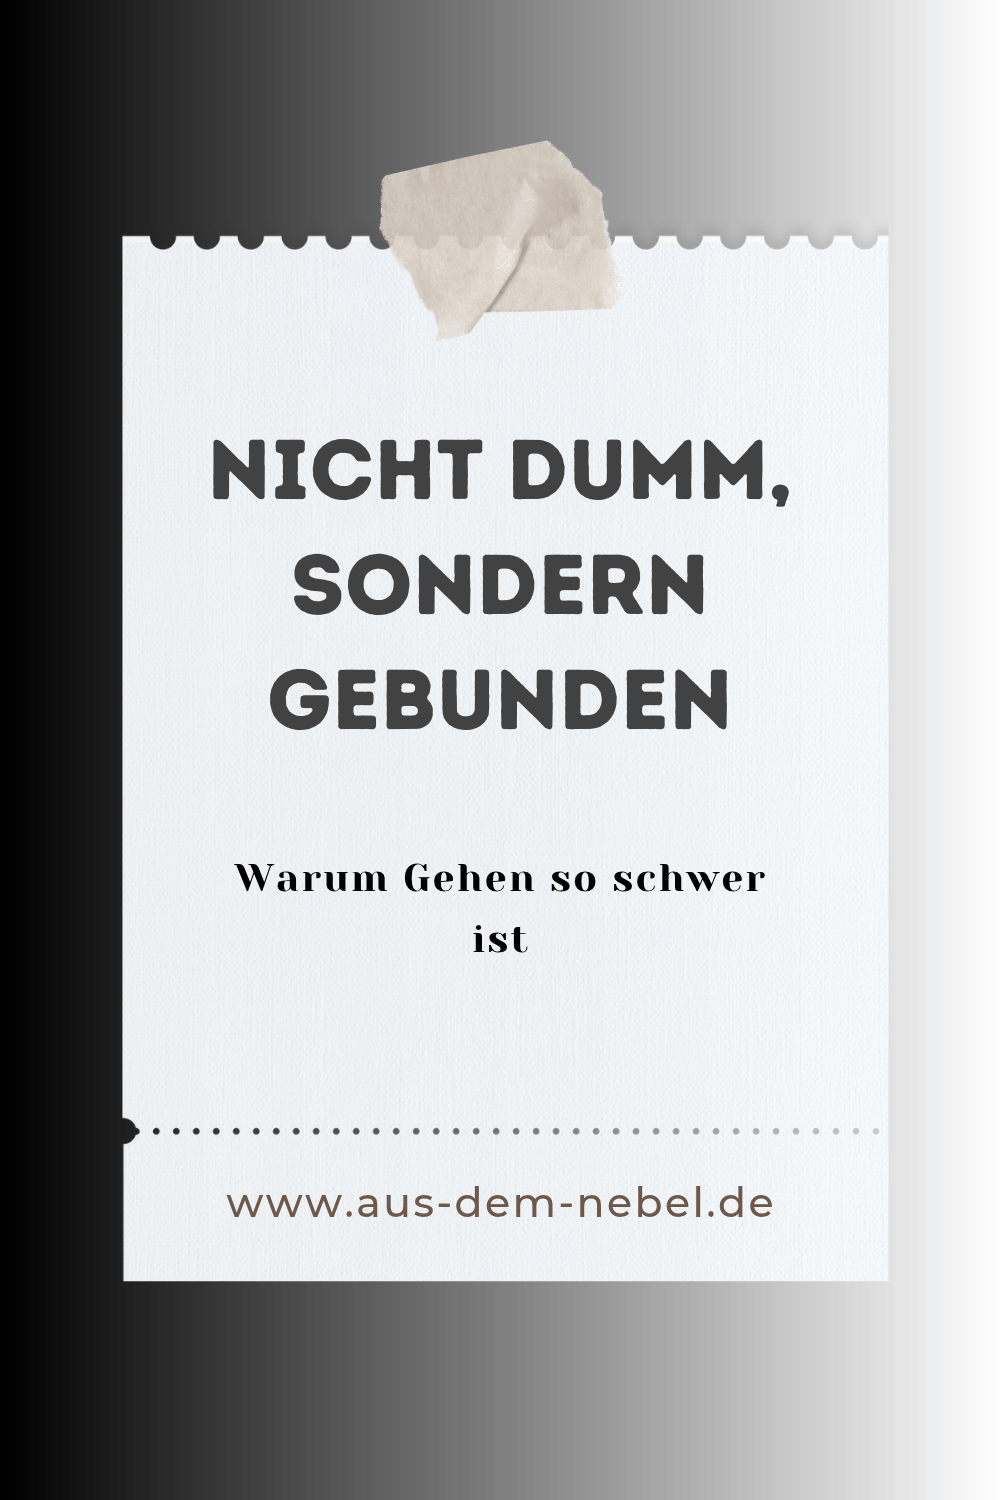 NICHT DUMM,
SONDERN
GEBUNDEN
Warum Gehen so schwer
ist
www.aus-dem-nebel.de